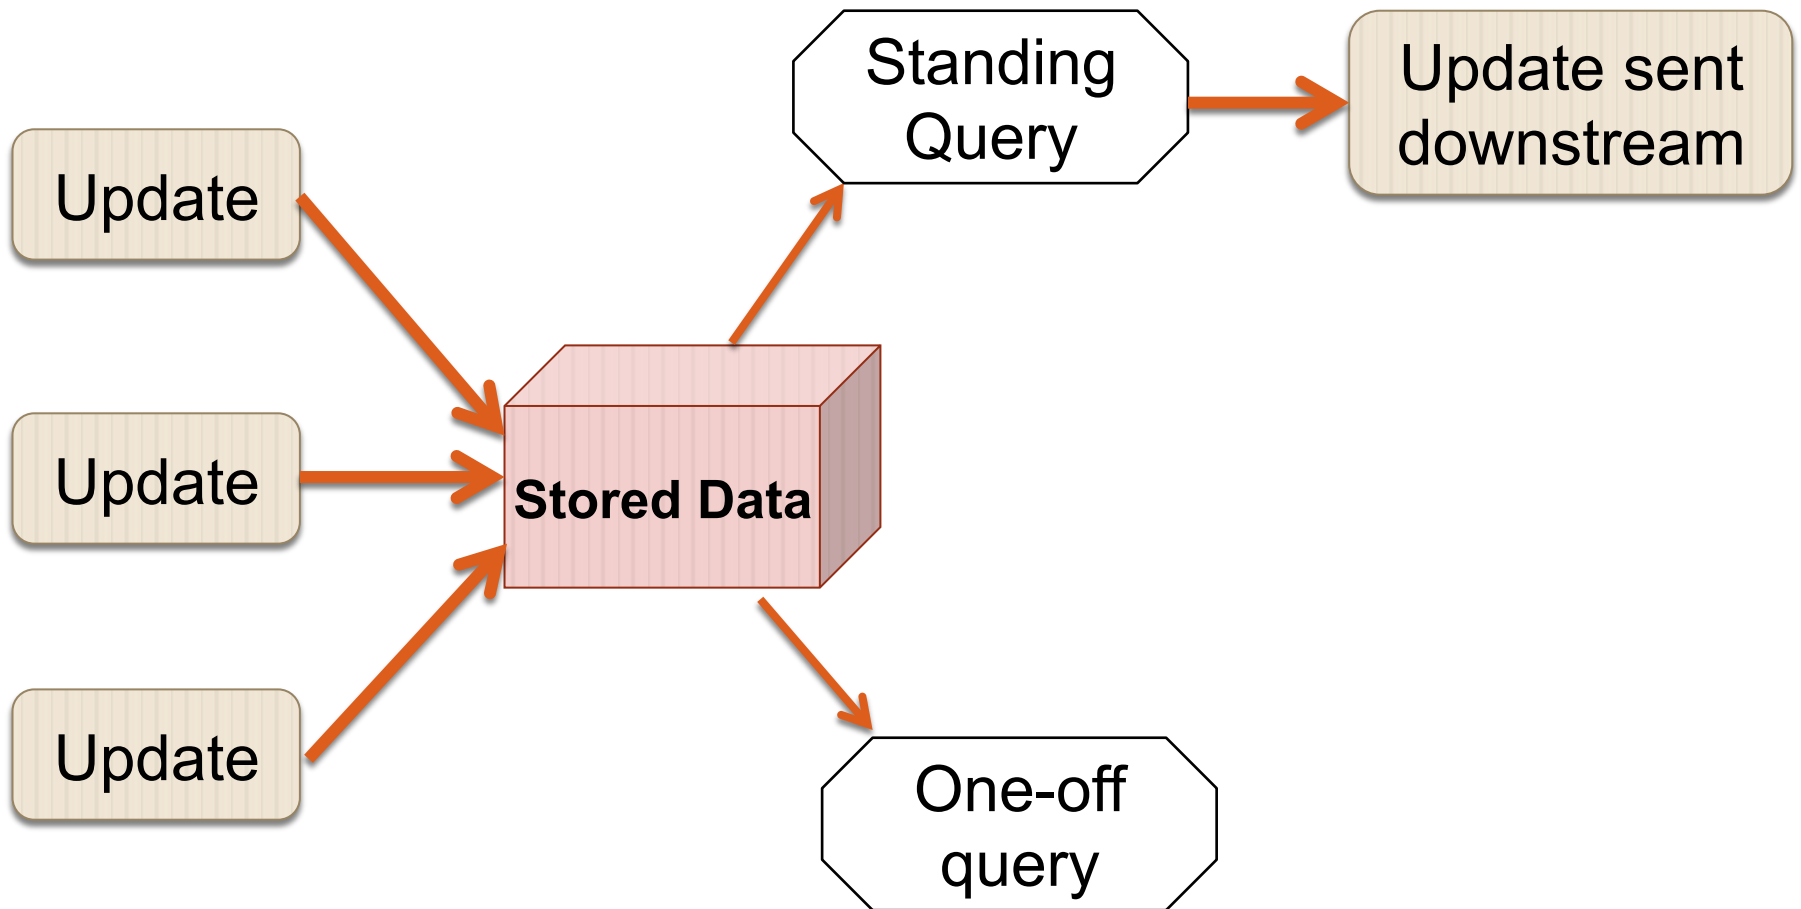 Standing
Query
Update sent
downstream
Update
Update
Stored Data
Update
One-off
query